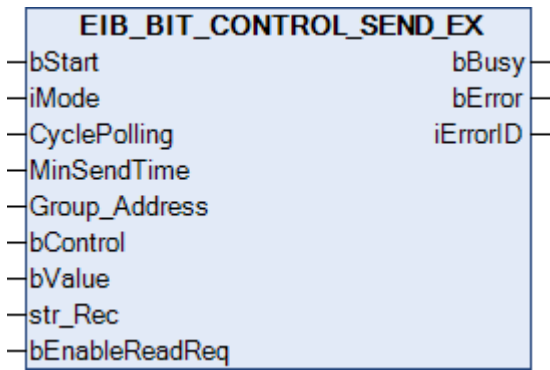 EIB_BIT_CONTROL_SEND_EX
bStart bBusy
iMode bError
CyclePolling iErrorID
MinSendTime
Group_Address
bControl
bValue
str_Rec
bEnableReadReq